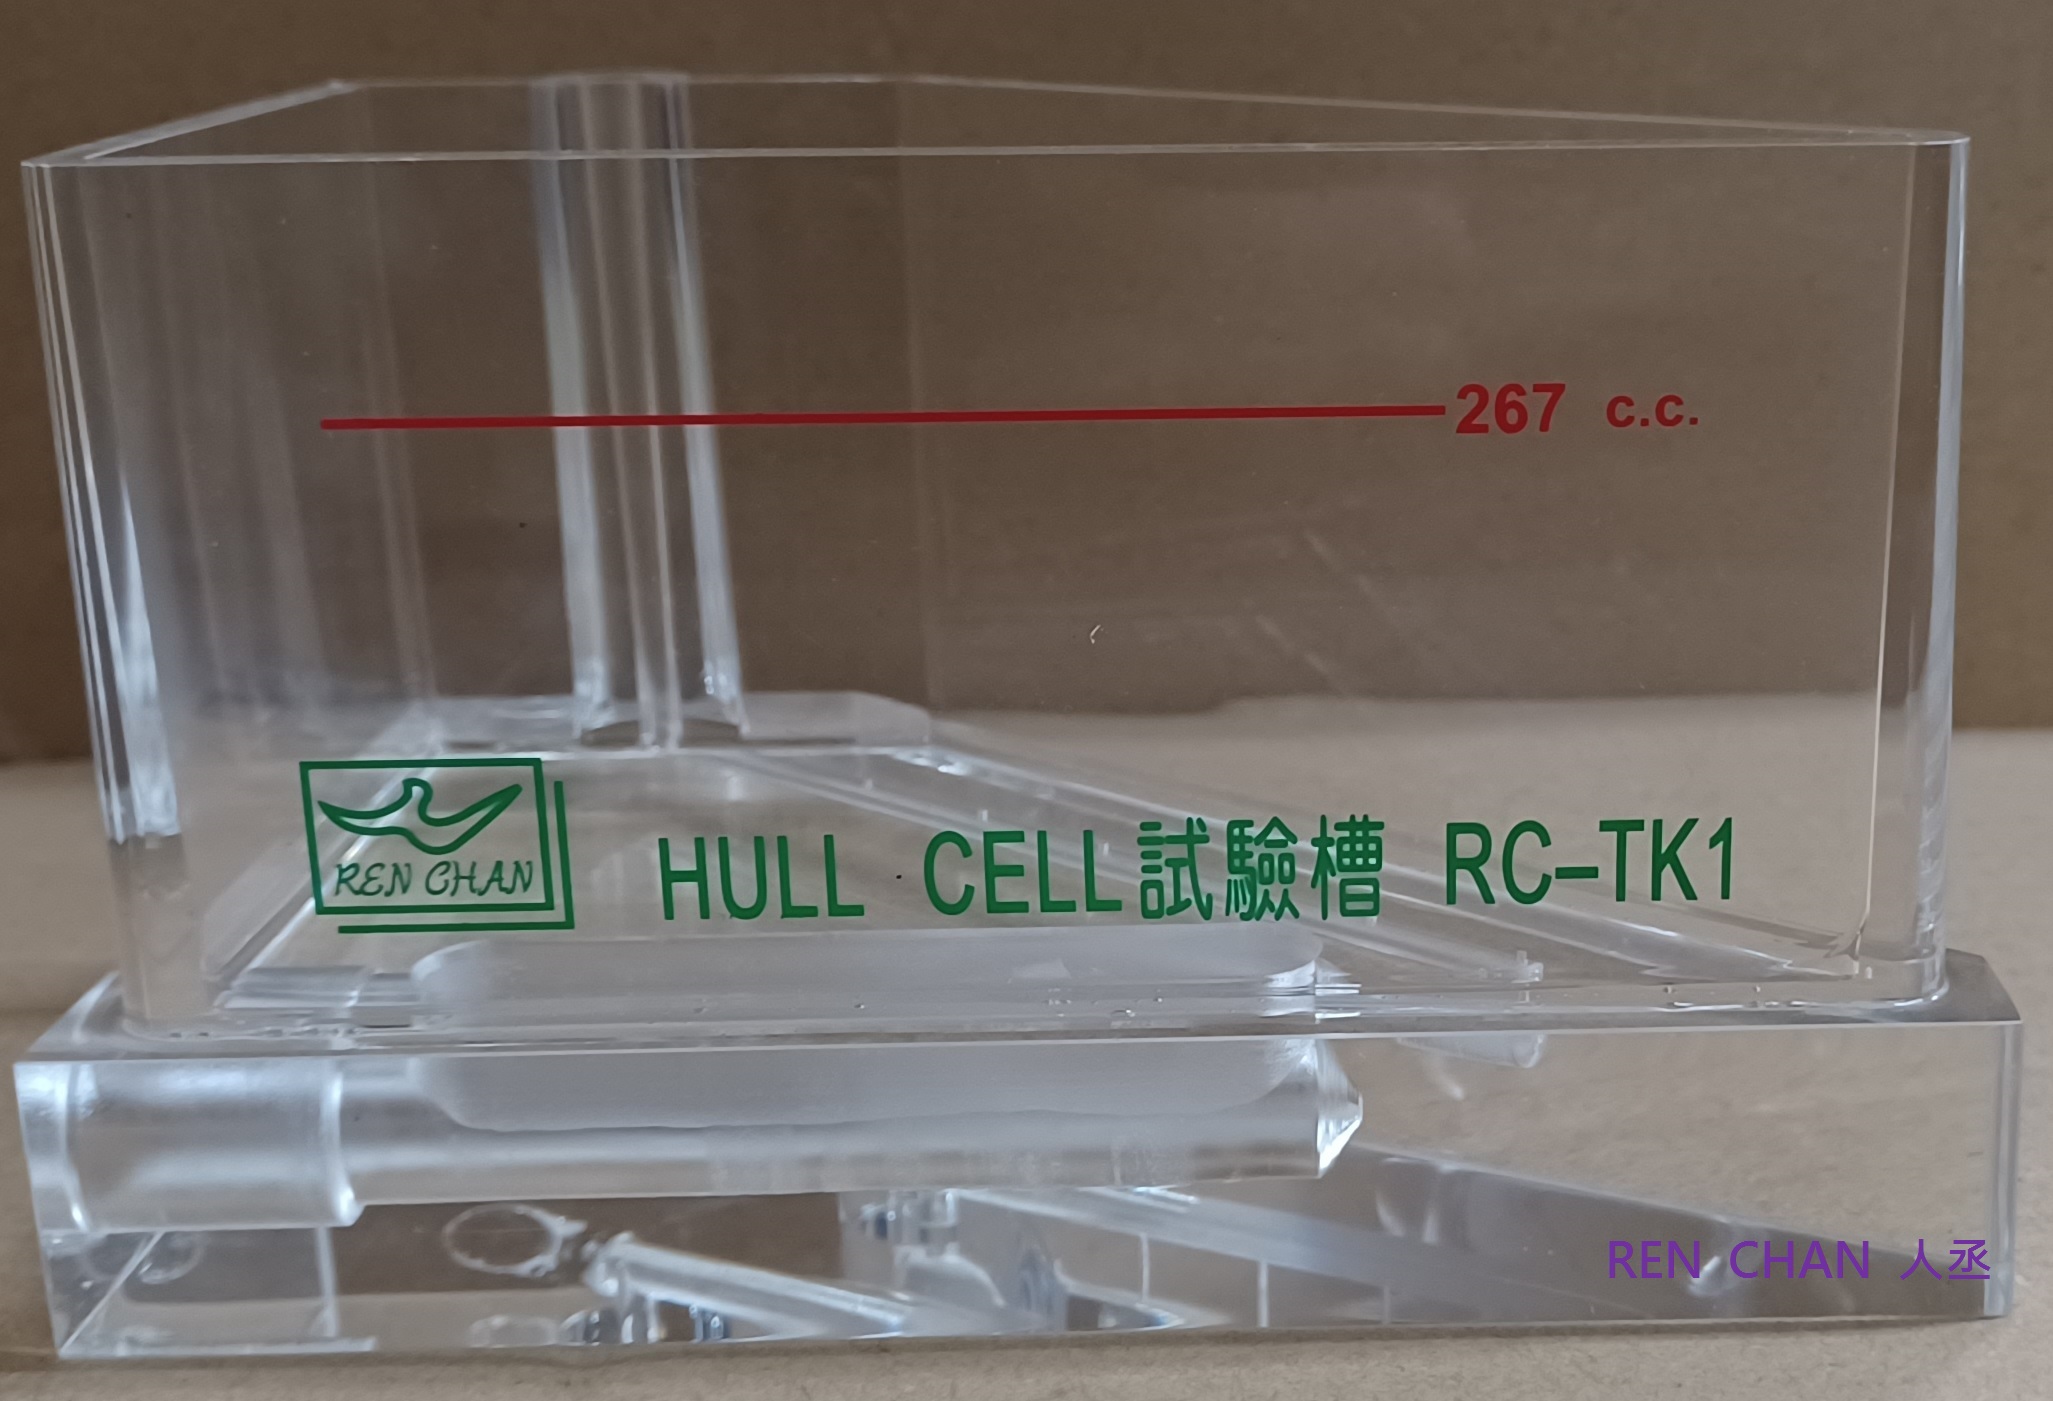 267 c.c.
REN CHAN
HULL CELL試驗槽 RC-TK1
REN CHAN 人丞